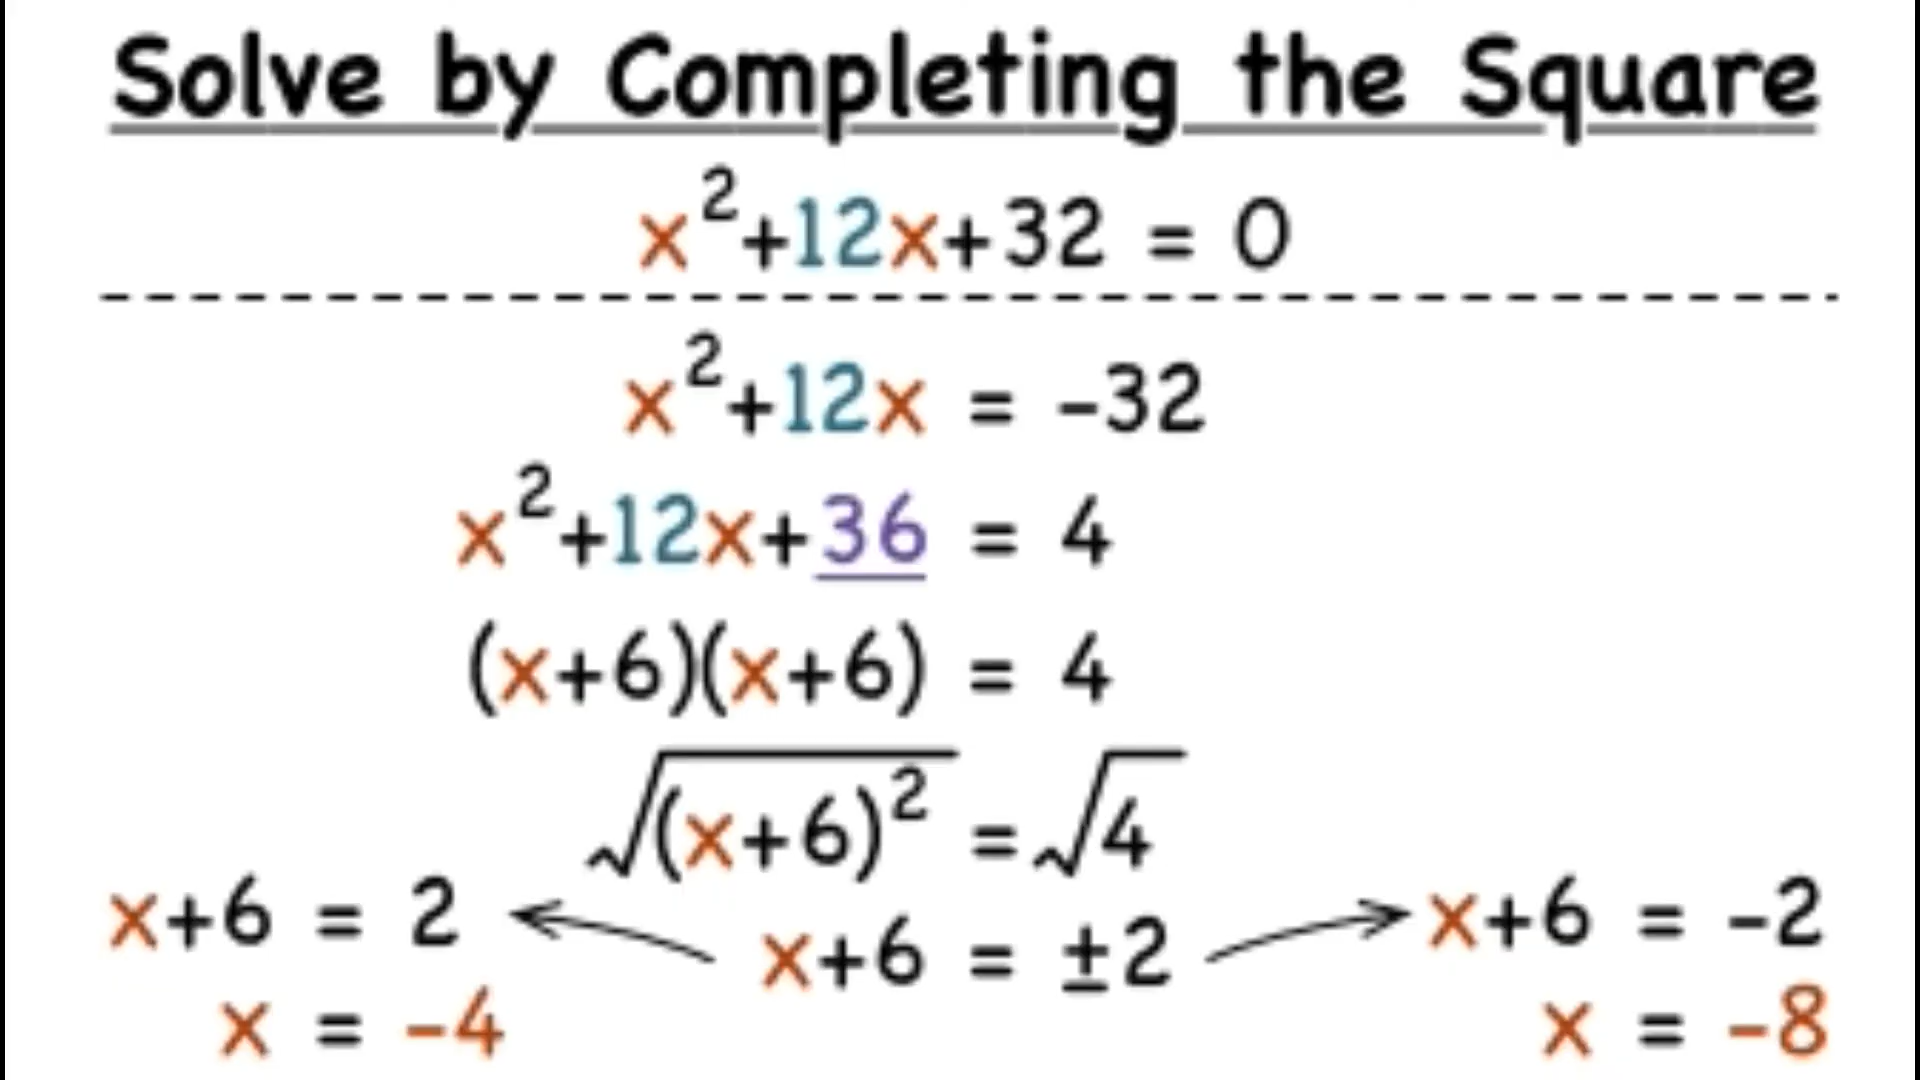 Solve by Completing the Square
x²+12x+32 = 0
x²+12x = -32
x²+12x+36 = 4
(x+6)(x+6) = 4
√(x+6)² = √4
x+6 = 2
x+6 = ±2
x+6 = -2
x = -4
x = -8